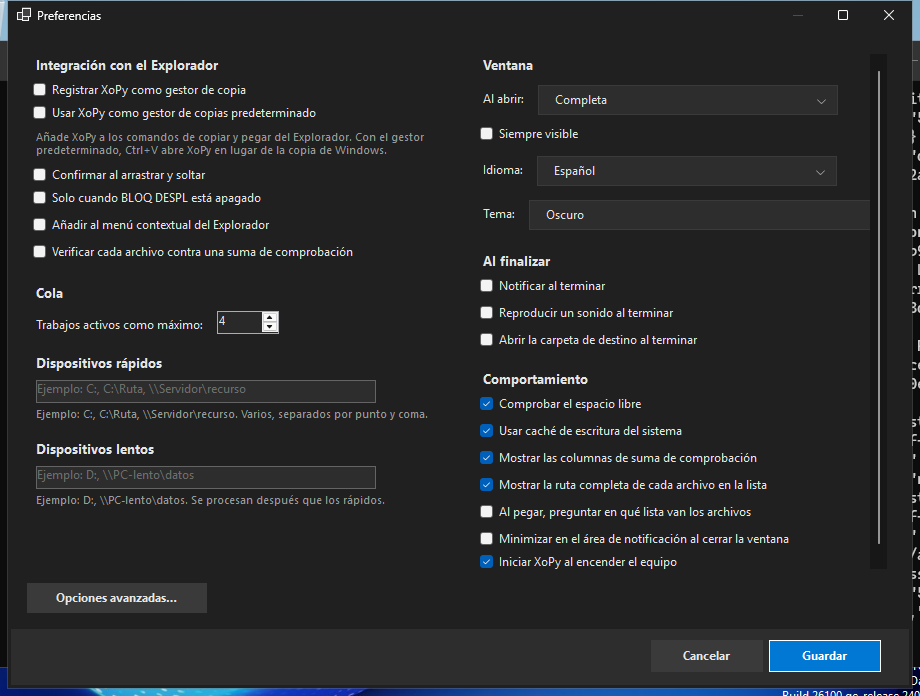 Preferencias
Integración con el Explorador
Registrar XoPy como gestor de copia
Usar XoPy como gestor de copias predeterminado
Añade XoPy a los comandos de copiar y pegar del Explorador. Con el gestor
predeterminado, Ctrl+V abre XoPy en lugar de la copia de Windows.
Confirmar al arrastrar y soltar
Solo cuando BLOQ DESPL está apagado
Añadir al menú contextual del Explorador
Verificar cada archivo contra una suma de comprobación
Cola
Trabajos activos como máximo: 4
Dispositivos rápidos
Ejemplo: C:, C:\Ruta, \\Servidor\recurso
Ejemplo: C:, C:\Ruta, \\Servidor\recurso. Varios, separados por punto y coma.
Dispositivos lentos
Ejemplo: D:, \\PC-lento\datos
Ejemplo: D:, \\PC-lento\datos. Se procesan después que los rápidos.
Opciones avanzadas...
Ventana
Al abrir: Completa
Siempre visible
Idioma: Español
Tema: Oscuro
Al finalizar
Notificar al terminar
Reproducir un sonido al terminar
Abrir la carpeta de destino al terminar
Comportamiento
Comprobar el espacio libre
Usar caché de escritura del sistema
Mostrar las columnas de suma de comprobación
Mostrar la ruta completa de cada archivo en la lista
Al pegar, preguntar en qué lista van los archivos
Minimizar en el área de notificación al cerrar la ventana
Iniciar XoPy al encender el equipo
Cancelar
Guardar